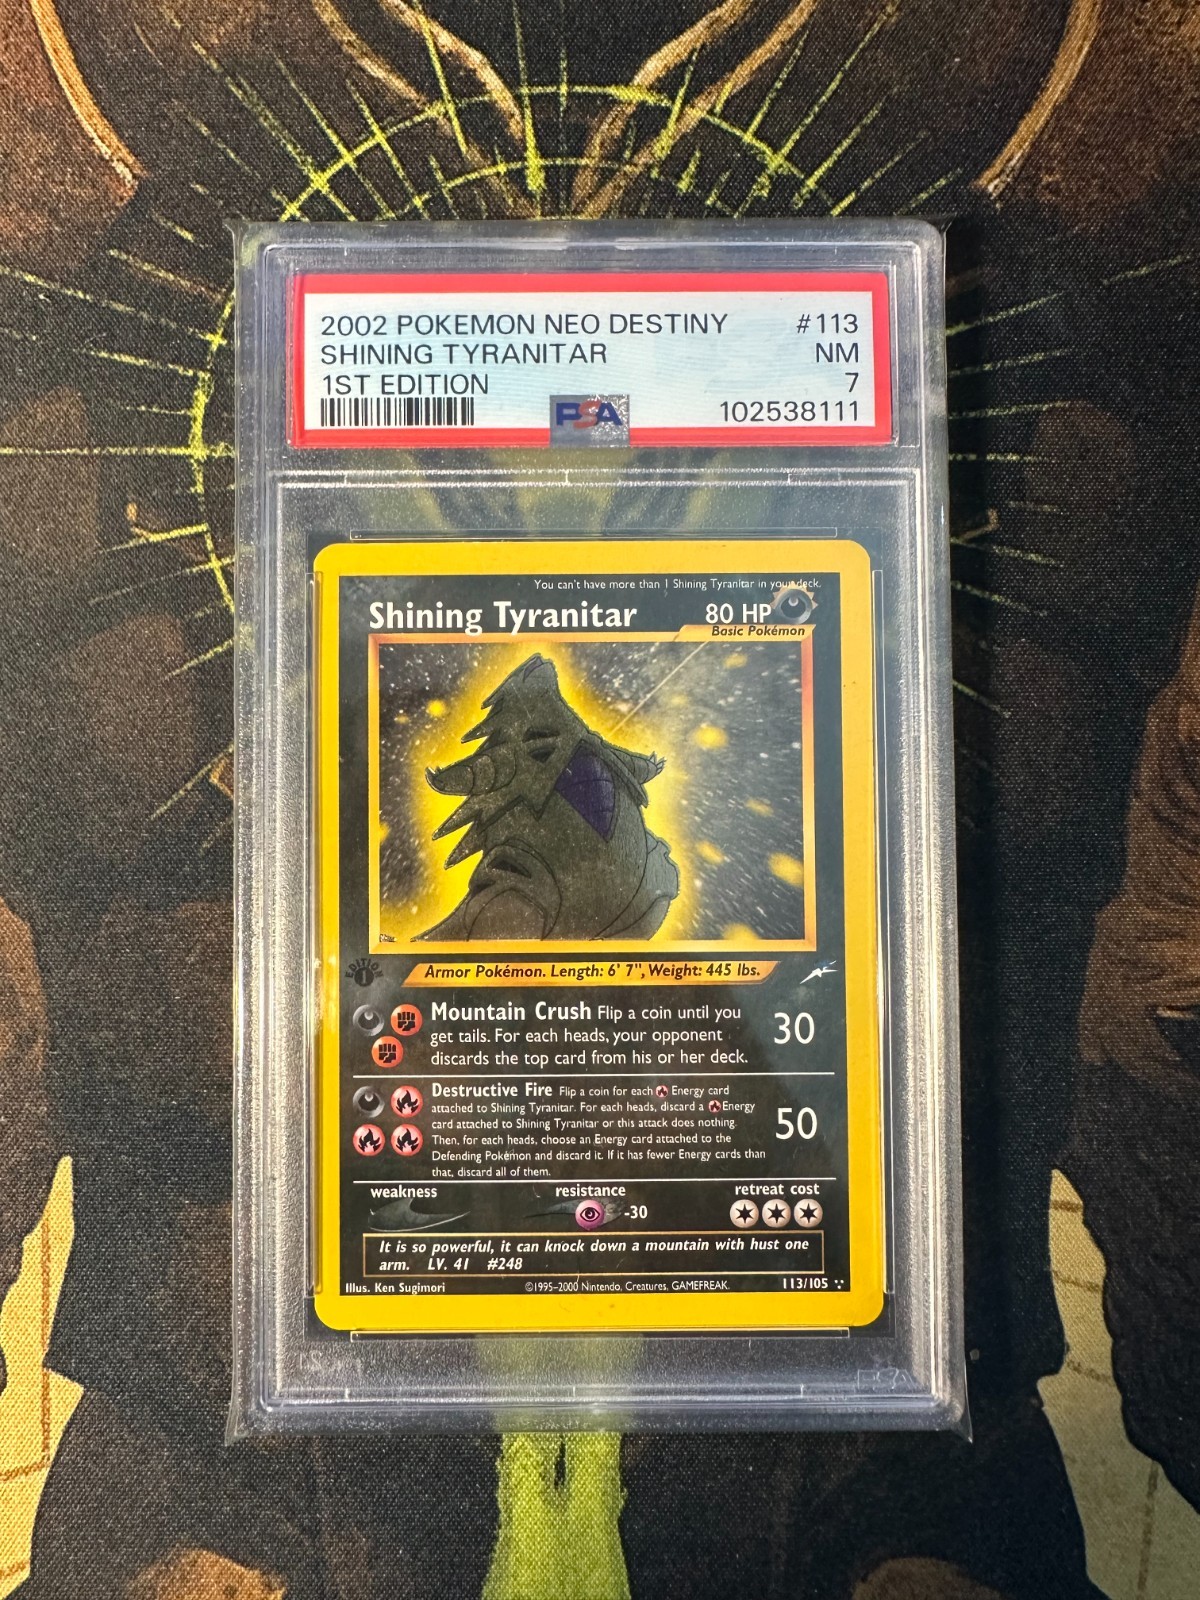 2002 POKEMON NEO DESTINY #113
SHINING TYRANITAR NM
1ST EDITION 7
PSA 102538111
You can't have more than 1 Shining Tyranitar in your deck.
Shining Tyranitar 80 HP
Basic Pokémon
EDITION 1
Armor Pokémon. Length: 6' 7", Weight: 445 lbs.
Mountain Crush Flip a coin until you
get tails. For each heads, your opponent
discards the top card from his or her deck.
30
Destructive Fire Flip a coin for each Energy card
attached to Shining Tyranitar. For each heads, discard a Energy
card attached to Shining Tyranitar or this attack does nothing.
Then, for each heads, choose an Energy card attached to the
Defending Pokémon and discard it. If it has fewer Energy cards than
that, discard all of them.
50
weakness resistance retreat cost
-30
It is so powerful, it can knock down a mountain with hust one
arm. LV. 41 #248
Illus. Ken Sugimori ©1995-2000 Nintendo, Creatures, GAMEFREAK. 113/105
PSA